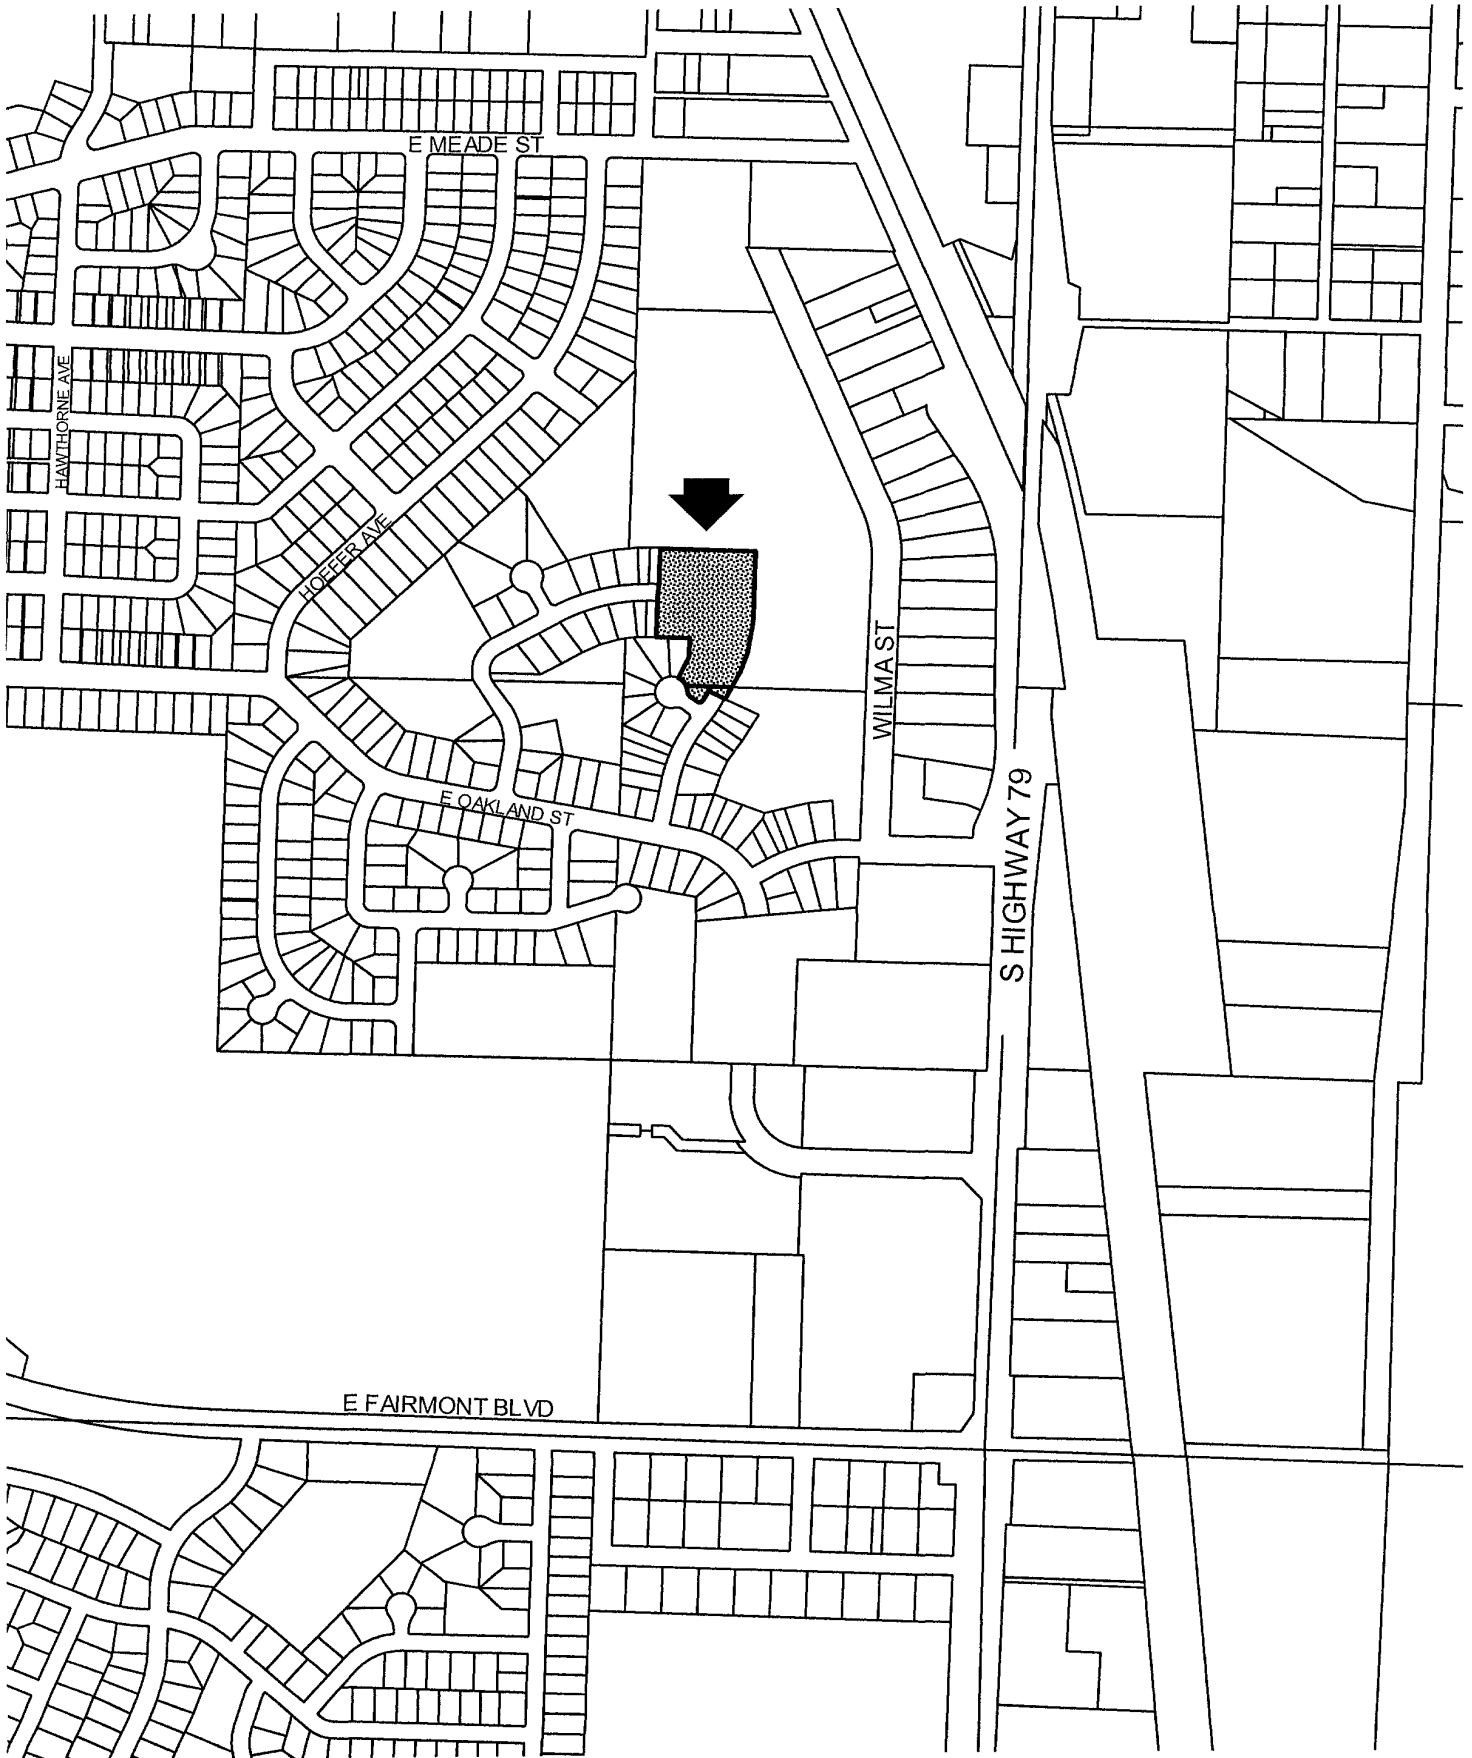 E MEADE ST
HAWTHORNE AVE
HOFFER AVE
WILMA ST
E OAKLAND ST
S HIGHWAY 79
E FAIRMONT BLVD